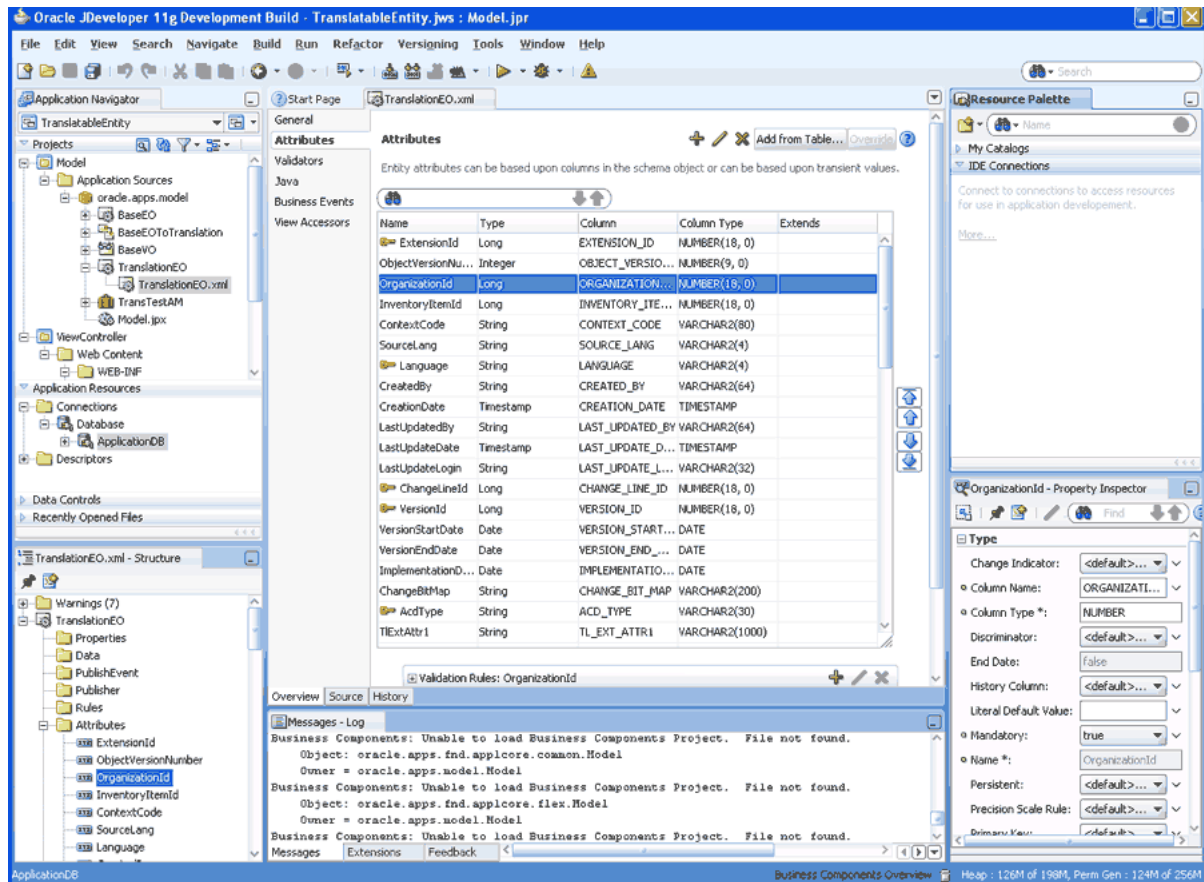 Oracle JDeveloper 11g Development Build - TranslatableEntity.jws : Model.jpr
File Edit View Search Navigate Build Run Refactor Versioning Tools Window Help
Search
Application Navigator
TranslatableEntity
Projects
Model
Application Sources
oracle.apps.model
BaseEO
BaseEOToTranslation
BaseVO
TranslationEO
TranslationEO.xml
TransTestAM
Model.jpx
ViewController
Web Content
WEB-INF
Application Resources
Connections
Database
ApplicationDB
Descriptors
Data Controls
Recently Opened Files
TranslationEO.xml - Structure
Warnings (7)
TranslationEO
Properties
Data
PublishEvent
Publisher
Rules
Attributes
ExtensionId
ObjectVersionNumber
OrganizationId
InventoryItemId
ContextCode
SourceLang
Language
Start Page TranslationEO.xml
General
Attributes
Validators
Java
Business Events
View Accessors
Attributes Add from Table... Override
Entity attributes can be based upon columns in the schema object or can be based upon transient values.
Name Type Column Column Type Extends
ExtensionId Long EXTENSION_ID NUMBER(18, 0)
ObjectVersionNu... Integer OBJECT_VERSIO... NUMBER(9, 0)
OrganizationId Long ORGANIZATION... NUMBER(18, 0)
InventoryItemId Long INVENTORY_ITE... NUMBER(18, 0)
ContextCode String CONTEXT_CODE VARCHAR2(80)
SourceLang String SOURCE_LANG VARCHAR2(4)
Language String LANGUAGE VARCHAR2(4)
CreatedBy String CREATED_BY VARCHAR2(64)
CreationDate Timestamp CREATION_DATE TIMESTAMP
LastUpdatedBy String LAST_UPDATED_BY VARCHAR2(64)
LastUpdateDate Timestamp LAST_UPDATE_D... TIMESTAMP
LastUpdateLogin String LAST_UPDATE_L... VARCHAR2(32)
ChangeLineId Long CHANGE_LINE_ID NUMBER(18, 0)
VersionId Long VERSION_ID NUMBER(18, 0)
VersionStartDate Date VERSION_START... DATE
VersionEndDate Date VERSION_END_... DATE
ImplementationD... Date IMPLEMENTATIO... DATE
ChangeBitMap String CHANGE_BIT_MAP VARCHAR2(200)
AcdType String ACD_TYPE VARCHAR2(30)
TlExtAttr1 String TL_EXT_ATTR1 VARCHAR2(1000)
Validation Rules: OrganizationId
Overview Source History
Messages - Log
Business Components: Unable to load Business Components Project. File not found.
Object: oracle.apps.fnd.applcore.common.Model
Owner = oracle.apps.model.Model
Business Components: Unable to load Business Components Project. File not found.
Object: oracle.apps.fnd.applcore.flex.Model
Owner = oracle.apps.model.Model
Business Components: Unable to load Business Components Project. File not found.
Messages Extensions Feedback
Resource Palette
Name
My Catalogs
IDE Connections
Connect to connections to access resources
for use in application developement.
More...
OrganizationId - Property Inspector
Find
Type
Change Indicator: <default>...
Column Name: ORGANIZATI...
Column Type *: NUMBER
Discriminator: <default>...
End Date: false
History Column: <default>...
Literal Default Value:
Mandatory: true
Name *: OrganizationId
Persistent: <default>...
Precision Scale Rule: <default>...
Primary Key: <default>...
ApplicationDB Business Components Overview Heap : 126M of 198M, Perm Gen : 124M of 256M